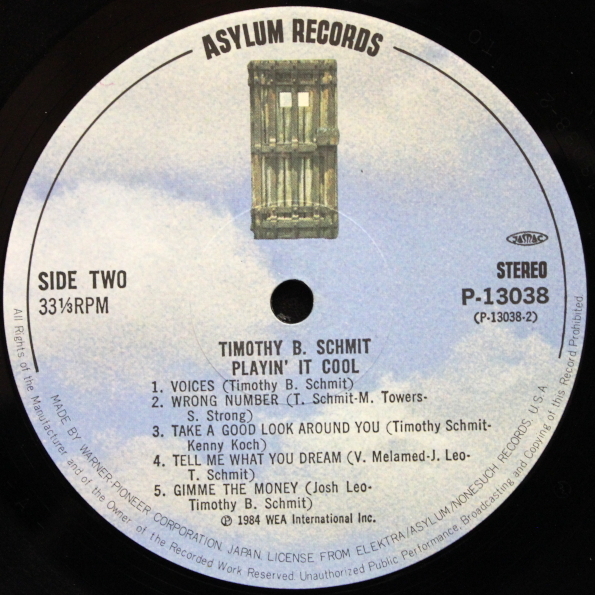 ASYLUM RECORDS
JASRAC
SIDE TWO
33⅓RPM
STEREO
P-13038
(P-13038-2)
TIMOTHY B. SCHMIT
PLAYIN' IT COOL
1. VOICES (Timothy B. Schmit)
2. WRONG NUMBER (T. Schmit-M. Towers-
S. Strong)
3. TAKE A GOOD LOOK AROUND YOU (Timothy Schmit-
Kenny Koch)
4. TELL ME WHAT YOU DREAM (V. Melamed-J. Leo-
T. Schmit)
5. GIMME THE MONEY (Josh Leo-
Timothy B. Schmit)
℗ 1984 WEA International Inc.
MADE BY WARNER-PIONEER CORPORATION, JAPAN, LICENSE FROM ELEKTRA/ASYLUM/NONESUCH RECORDS, U.S.A.
All Rights of the Manufacturer and of the Owner of the Recorded Work Reserved. Unauthorized Public Performance, Broadcasting and Copying of this Record Prohibited.